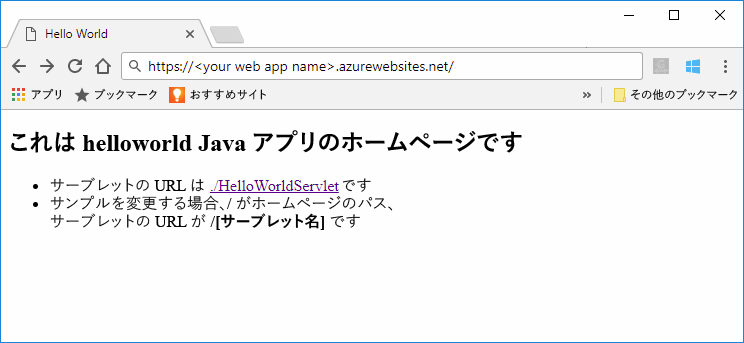 Hello World
https://<your web app name>.azurewebsites.net/
アプリ ブックマーク おすすめサイト » その他のブックマーク
これは helloworld Java アプリのホームページです
サーブレットの URL は ./HelloWorldServlet です
サンプルを変更する場合、/ がホームページのパス、
サーブレットの URL が /[サーブレット名] です